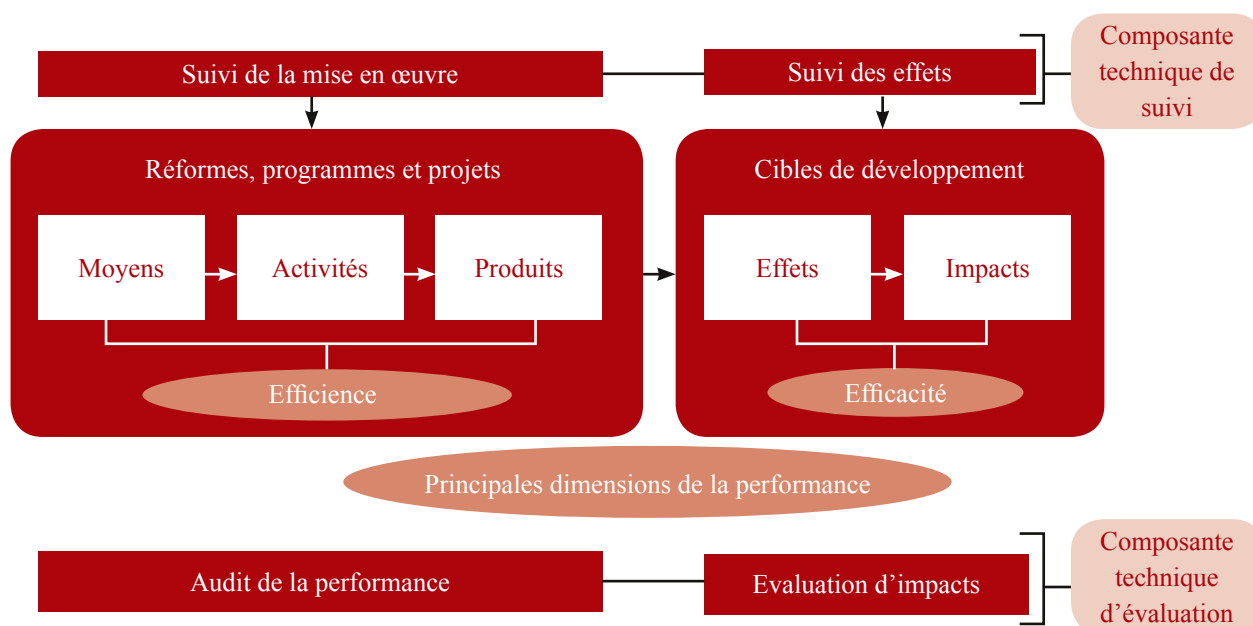 Suivi de la mise en œuvre
Suivi des effets
Composante
technique de
suivi
Réformes, programmes et projets
Cibles de développement
Moyens
Activités
Produits
Effets
Impacts
Efficience
Efficacité
Principales dimensions de la performance
Audit de la performance
Evaluation d’impacts
Composante
technique
d’évaluation